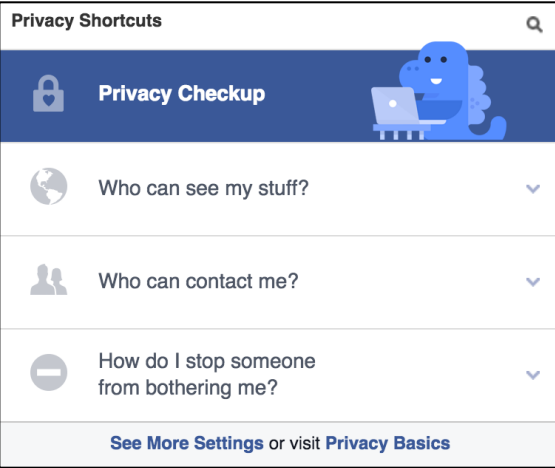 Privacy Shortcuts
Privacy Checkup
Who can see my stuff?
Who can contact me?
How do I stop someone
from bothering me?
See More Settings or visit Privacy Basics